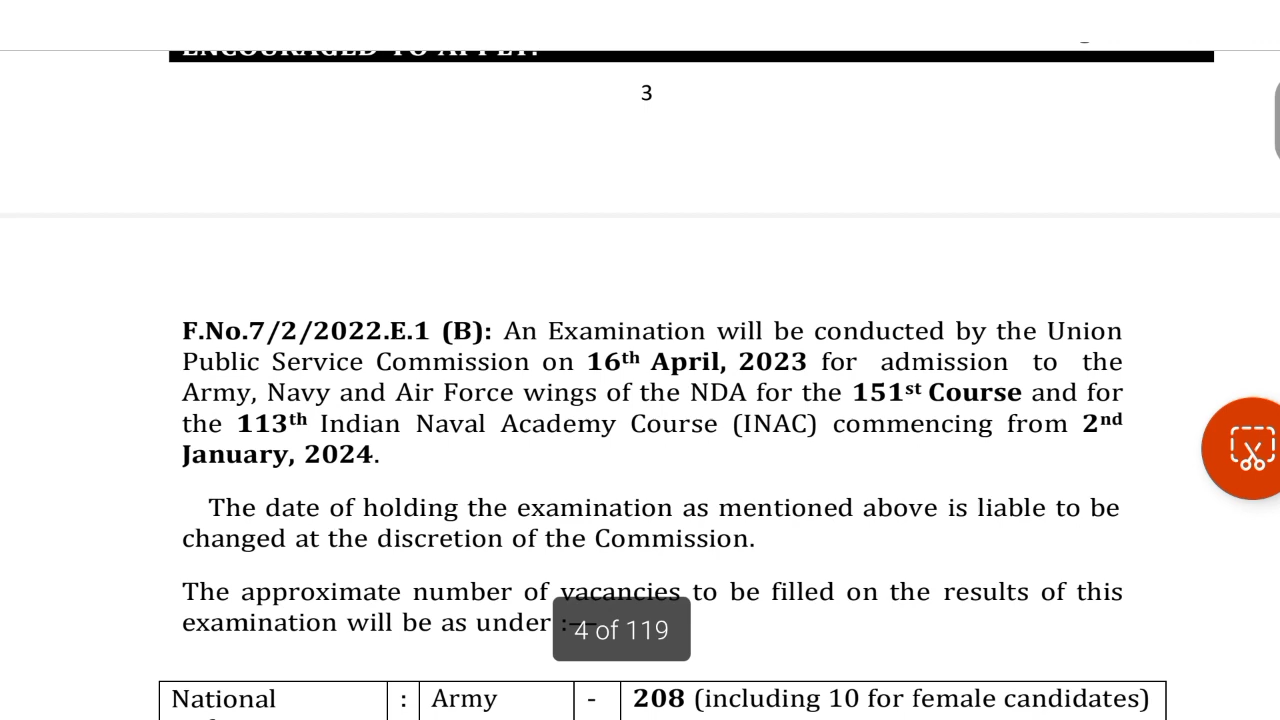 ENCOURAGED TO APPLY.
3
F.No.7/2/2022.E.1 (B): An Examination will be conducted by the Union
Public Service Commission on 16th April, 2023 for admission to the
Army, Navy and Air Force wings of the NDA for the 151st Course and for
the 113th Indian Naval Academy Course (INAC) commencing from 2nd
January, 2024.
The date of holding the examination as mentioned above is liable to be
changed at the discretion of the Commission.
The approximate number of vacancies to be filled on the results of this
examination will be as under :—
4 of 119
National : Army - 208 (including 10 for female candidates)